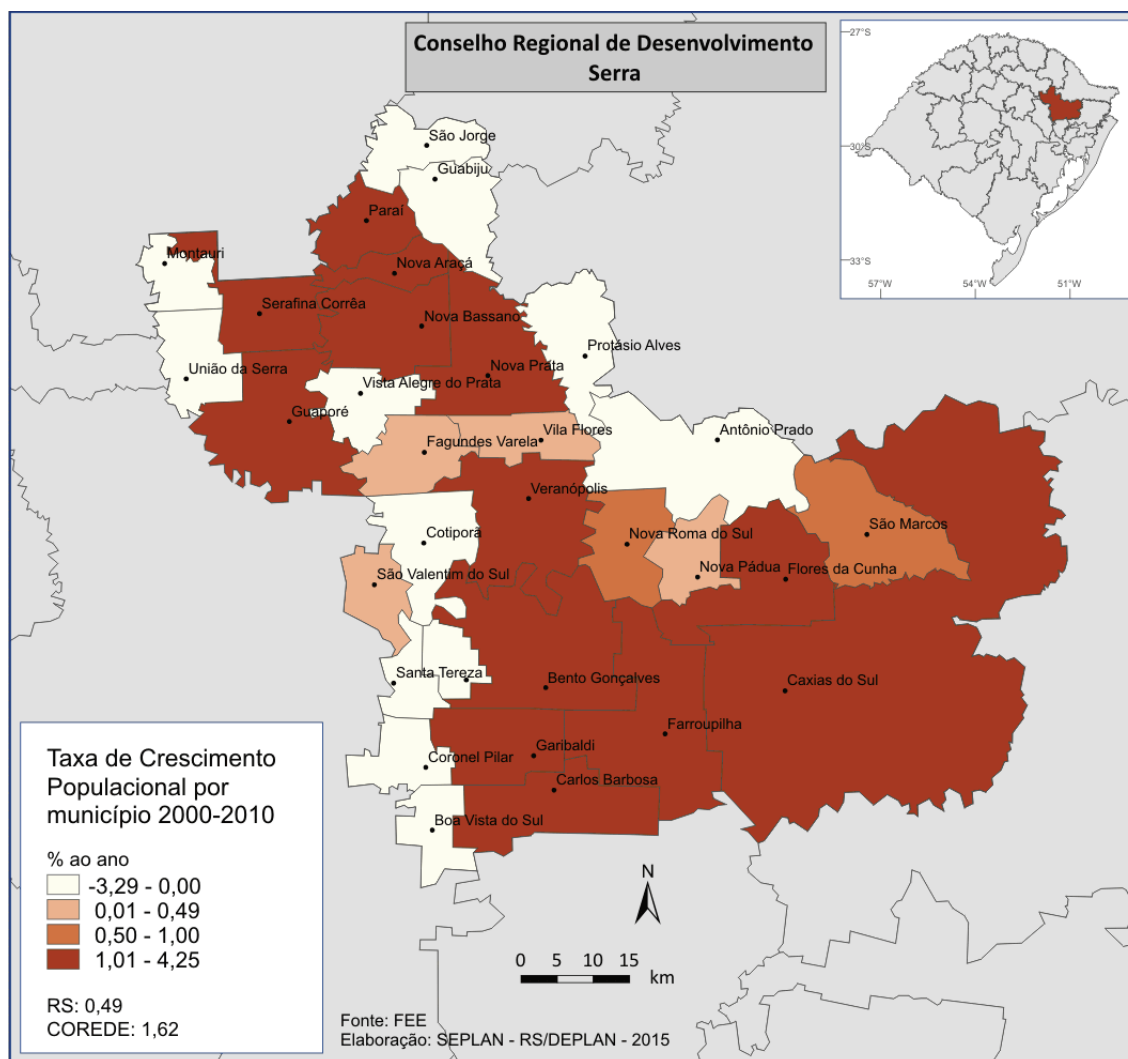 Conselho Regional de Desenvolvimento
Serra
27°S
30°S
33°S
57°W
54°W
51°W
São Jorge
Guabiju
Paraí
Montauri
Nova Araçá
Serafina Corrêa
Nova Bassano
Protásio Alves
União da Serra
Vista Alegre do Prata
Nova Prata
Guaporé
Fagundes Varela
Vila Flores
Antônio Prado
Veranópolis
São Marcos
Cotiporã
Nova Roma do Sul
São Valentim do Sul
Nova Pádua
Flores da Cunha
Santa Tereza
Bento Gonçalves
Caxias do Sul
Farroupilha
Coronel Pilar
Garibaldi
Carlos Barbosa
Boa Vista do Sul
Taxa de Crescimento
Populacional por
município 2000-2010
% ao ano
-3,29 - 0,00
0,01 - 0,49
0,50 - 1,00
1,01 - 4,25
RS: 0,49
COREDE: 1,62
N
0 5 10 15
km
Fonte: FEE
Elaboração: SEPLAN - RS/DEPLAN - 2015